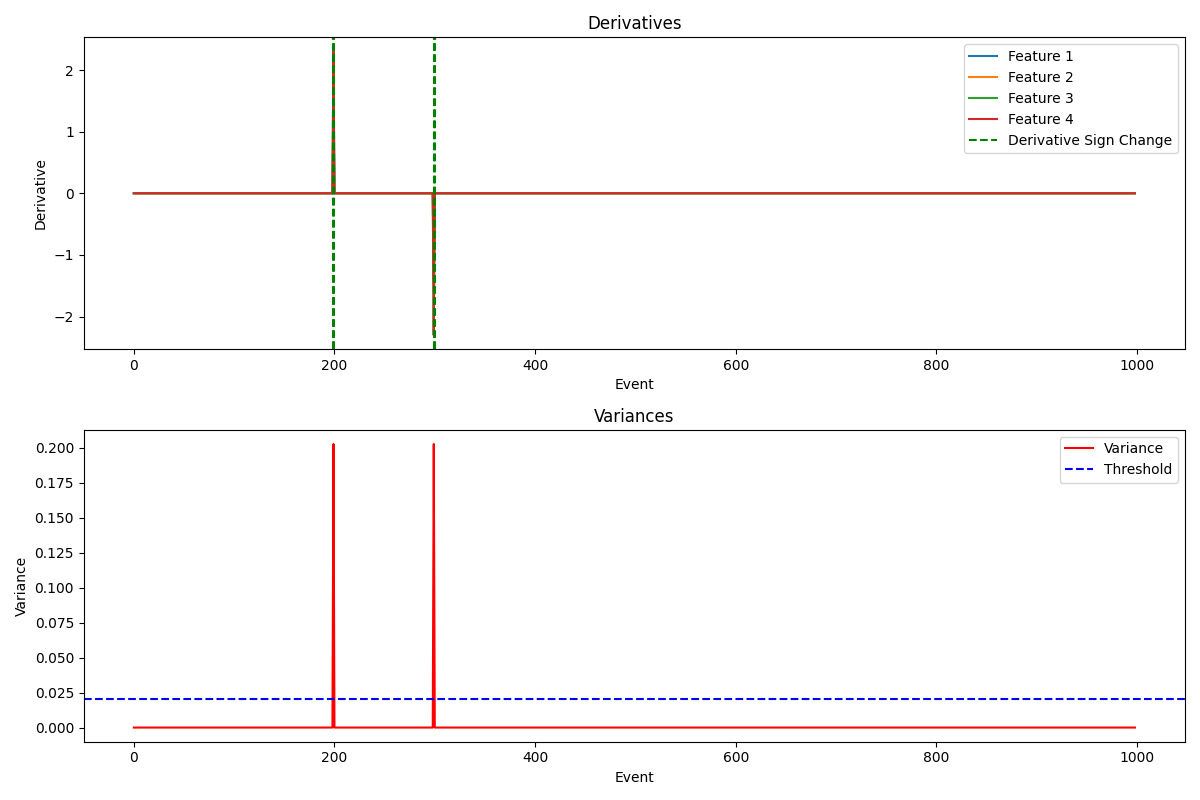 Derivatives
Derivative
2
1
0
−1
−2
Feature 1
Feature 2
Feature 3
Feature 4
Derivative Sign Change
0 200 400 600 800 1000
Event
Variances
Variance
0.200
0.175
0.150
0.125
0.100
0.075
0.050
0.025
0.000
Variance
Threshold
0 200 400 600 800 1000
Event